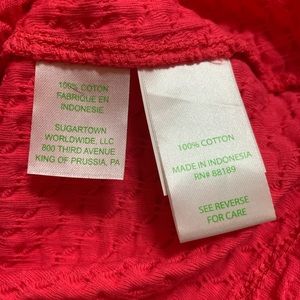 100% COTTON
FABRIQUE EN
INDONESIE
SUGARTOWN
WORLDWIDE, LLC
800 THIRD AVENUE
KING OF PRUSSIA, PA
100% COTTON
MADE IN INDONESIA
RN# 88189
SEE REVERSE
FOR CARE